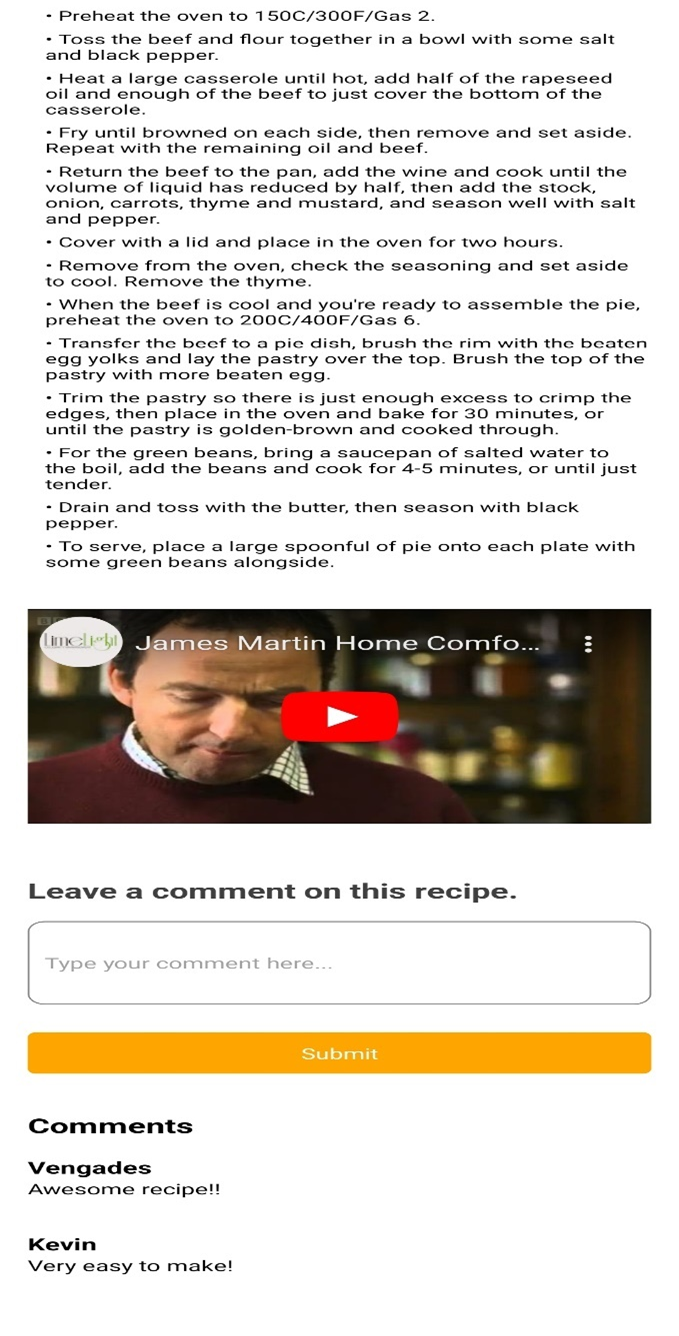 • Preheat the oven to 150C/300F/Gas 2.
• Toss the beef and flour together in a bowl with some salt
and black pepper.
• Heat a large casserole until hot, add half of the rapeseed
oil and enough of the beef to just cover the bottom of the
casserole.
• Fry until browned on each side, then remove and set aside.
Repeat with the remaining oil and beef.
• Return the beef to the pan, add the wine and cook until the
volume of liquid has reduced by half, then add the stock,
onion, carrots, thyme and mustard, and season well with salt
and pepper.
• Cover with a lid and place in the oven for two hours.
• Remove from the oven, check the seasoning and set aside
to cool. Remove the thyme.
• When the beef is cool and you're ready to assemble the pie,
preheat the oven to 200C/400F/Gas 6.
• Transfer the beef to a pie dish, brush the rim with the beaten
egg yolks and lay the pastry over the top. Brush the top of the
pastry with more beaten egg.
• Trim the pastry so there is just enough excess to crimp the
edges, then place in the oven and bake for 30 minutes, or
until the pastry is golden-brown and cooked through.
• For the green beans, bring a saucepan of salted water to
the boil, add the beans and cook for 4-5 minutes, or until just
tender.
• Drain and toss with the butter, then season with black
pepper.
• To serve, place a large spoonful of pie onto each plate with
some green beans alongside.
limelight
James Martin Home Comfo...
Leave a comment on this recipe.
Type your comment here...
Submit
Comments
Vengades
Awesome recipe!!
Kevin
Very easy to make!